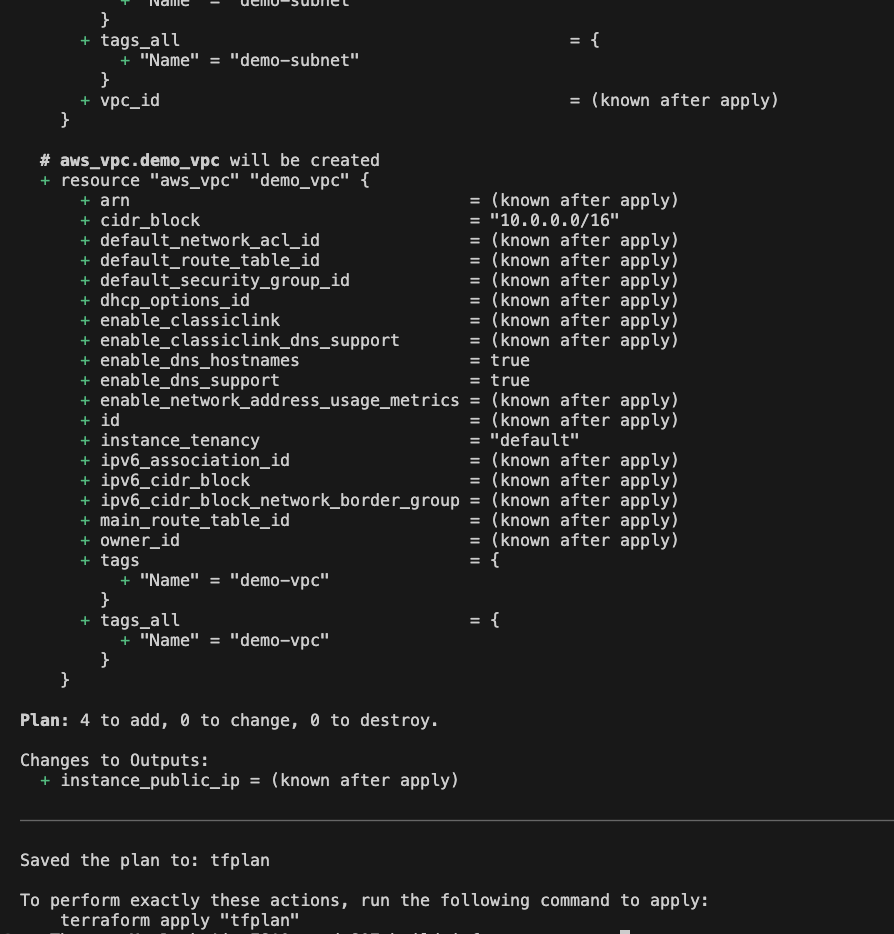 + "Name" = "demo-subnet"
}
+ tags_all = {
+ "Name" = "demo-subnet"
}
+ vpc_id = (known after apply)
}
# aws_vpc.demo_vpc will be created
+ resource "aws_vpc" "demo_vpc" {
+ arn = (known after apply)
+ cidr_block = "10.0.0.0/16"
+ default_network_acl_id = (known after apply)
+ default_route_table_id = (known after apply)
+ default_security_group_id = (known after apply)
+ dhcp_options_id = (known after apply)
+ enable_classiclink = (known after apply)
+ enable_classiclink_dns_support = (known after apply)
+ enable_dns_hostnames = true
+ enable_dns_support = true
+ enable_network_address_usage_metrics = (known after apply)
+ id = (known after apply)
+ instance_tenancy = "default"
+ ipv6_association_id = (known after apply)
+ ipv6_cidr_block = (known after apply)
+ ipv6_cidr_block_network_border_group = (known after apply)
+ main_route_table_id = (known after apply)
+ owner_id = (known after apply)
+ tags = {
+ "Name" = "demo-vpc"
}
+ tags_all = {
+ "Name" = "demo-vpc"
}
}
Plan: 4 to add, 0 to change, 0 to destroy.
Changes to Outputs:
+ instance_public_ip = (known after apply)
Saved the plan to: tfplan
To perform exactly these actions, run the following command to apply:
terraform apply "tfplan"